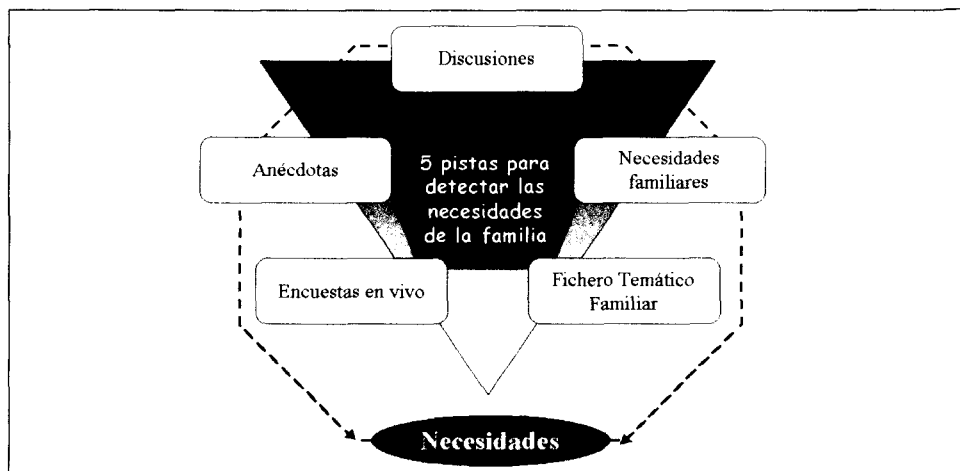 Discusiones
Anécdotas
5 pistas para
detectar las
necesidades
de la familia
Necesidades
familiares
Encuestas en vivo
Fichero Temático
Familiar
Necesidades